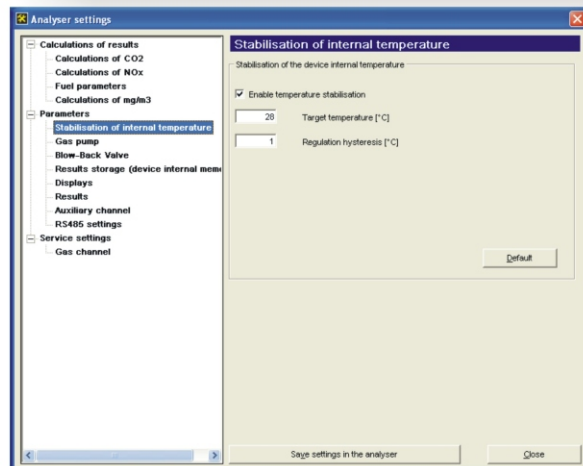 Analyser settings
Calculations of results
Calculations of CO2
Calculations of NOx
Fuel parameters
Calculations of mg/m3
Parameters
Stabilisation of internal temperature
Gas pump
Blow-Back Valve
Results storage (device internal mem
Displays
Results
Auxiliary channel
RS485 settings
Service settings
Gas channel
Stabilisation of internal temperature
Stabilisation of the device internal temperature
Enable temperature stabilisation
28 Target temperature [°C]
1 Regulation hysteresis [°C]
Default
Save settings in the analyser
Close